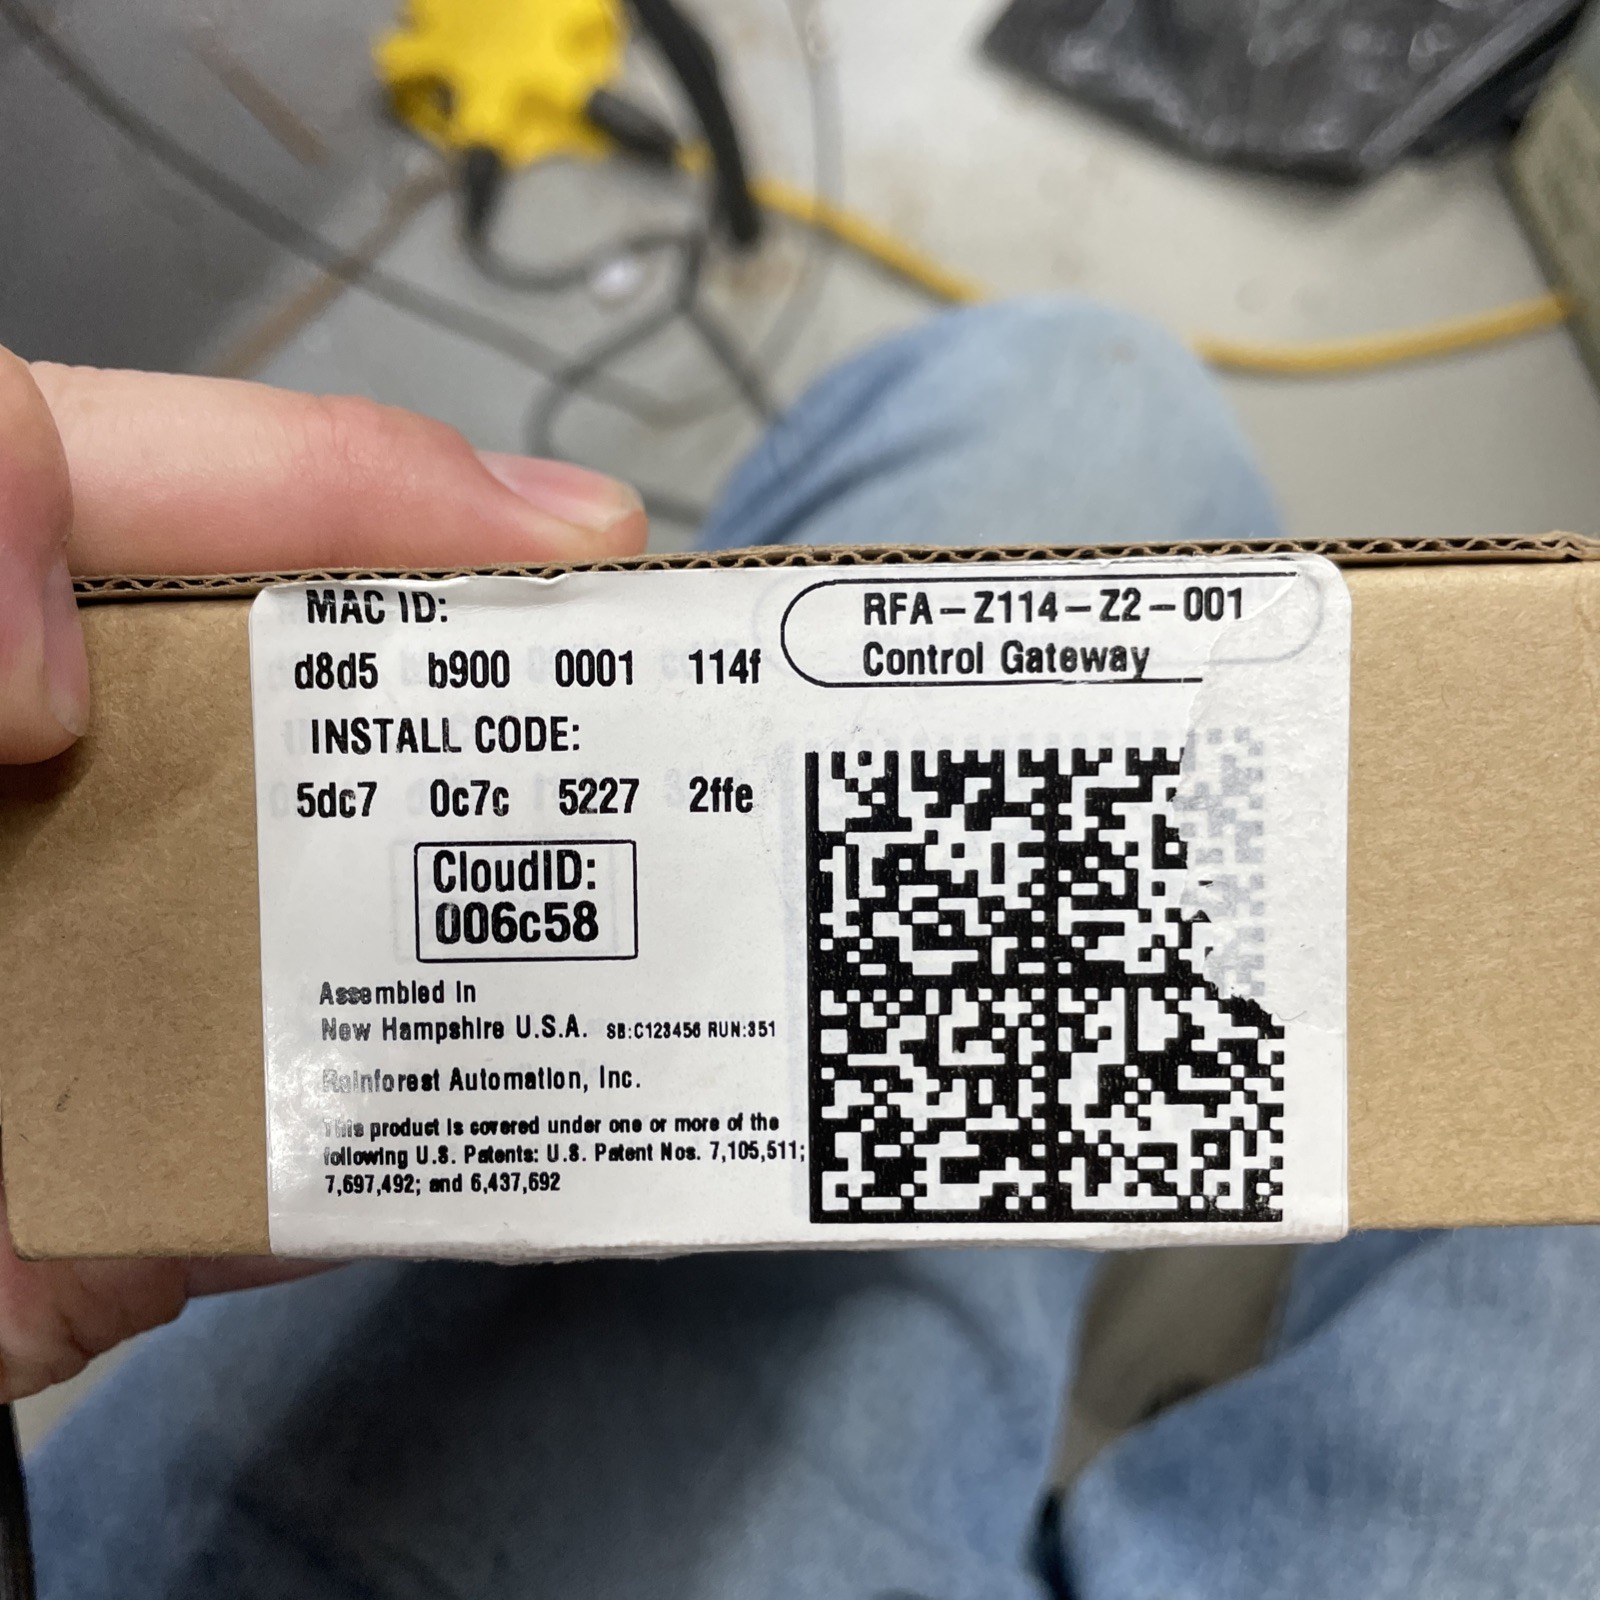 MAC ID:
d8d5 b900 0001 114f
INSTALL CODE:
5dc7 0c7c 5227 2ffe
CloudID:
006c58
Assembled in
New Hampshire U.S.A. SB:C123456 RUN:351
Rainforest Automation, Inc.
This product is covered under one or more of the
following U.S. Patents: U.S. Patent Nos. 7,105,511;
7,697,492; and 6,437,692
RFA-Z114-Z2-001
Control Gateway